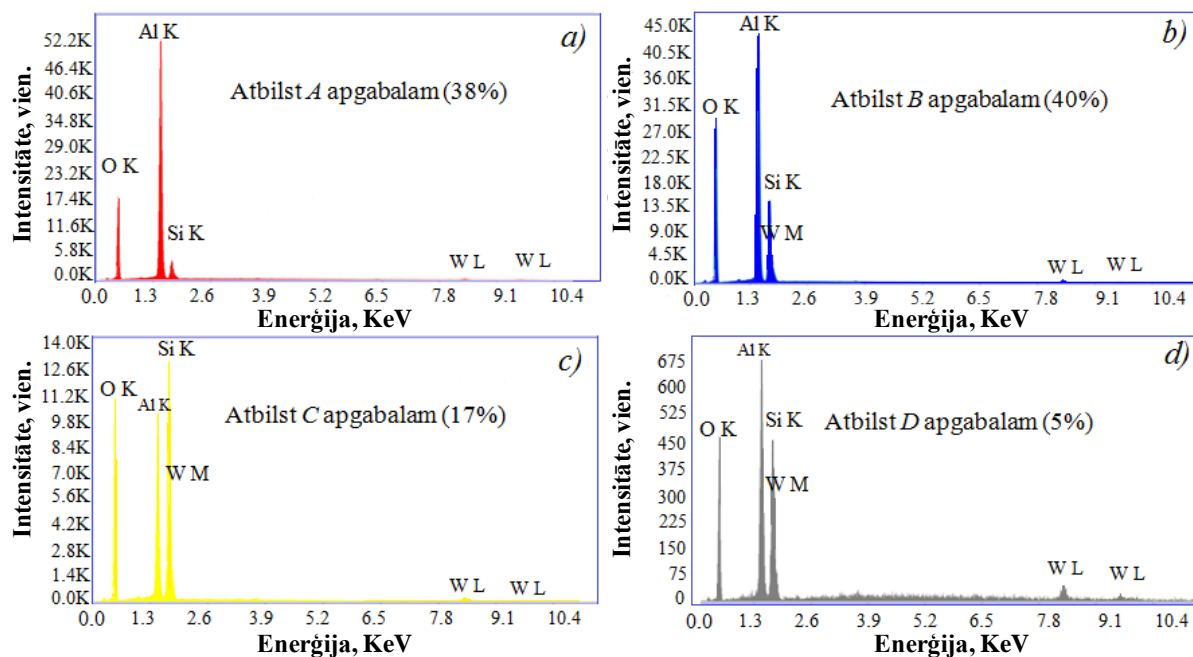 a)
Intensitāte, vien.
52.2K
46.4K
40.6K
34.8K
29.0K
23.2K
17.4K
11.6K
5.8K
0.0K
Al K
Atbilst A apgabalam (38%)
O K
Si K
W L W L
0.0 1.3 2.6 3.9 5.2 6.5 7.8 9.1 10.4
Enerģija, KeV
b)
Intensitāte, vien.
45.0K
40.5K
36.0K
31.5K
27.0K
22.5K
18.0K
13.5K
9.0K
4.5K
0.0K
Al K
Atbilst B apgabalam (40%)
O K
Si K
W M
W L W L
0.0 1.3 2.6 3.9 5.2 6.5 7.8 9.1 10.4
Enerģija, KeV
c)
Intensitāte, vien.
14.0K
12.6K
11.2K
9.8K
8.4K
7.0K
5.6K
4.2K
2.8K
1.4K
0.0K
Si K
O K
Al K
Atbilst C apgabalam (17%)
W M
W L W L
0.0 1.3 2.6 3.9 5.2 6.5 7.8 9.1 10.4
Enerģija, KeV
d)
Intensitāte, vien.
675
600
525
450
375
300
225
150
75
0
Al K
Si K
Atbilst D apgabalam (5%)
O K
W M
W L W L
0.0 1.3 2.6 3.9 5.2 6.5 7.8 9.1 10.4
Enerģija, KeV